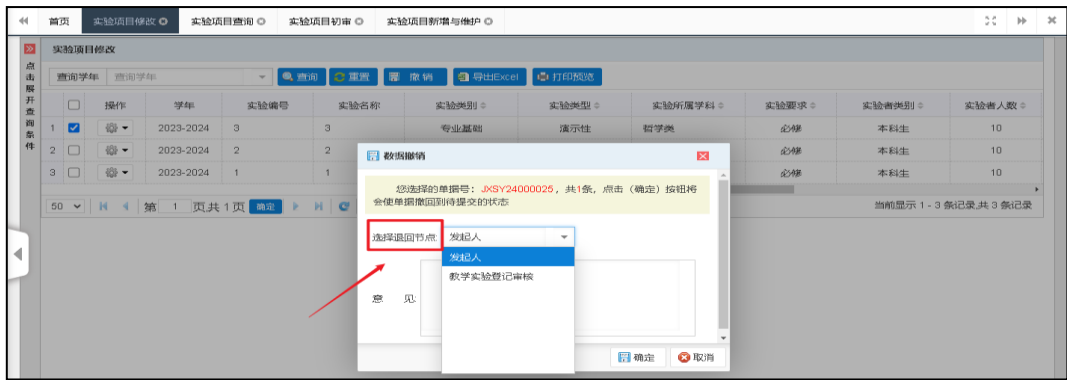 首页 实验项目修改 实验项目查询 实验项目初审 实验项目新增与维护
点击展开查询条件
实验项目修改
查询学年 查询学年 查询 重置 撤销 导出Excel 打印预览
操作 学年 实验编号 实验名称 实验类别 实验类型 实验所属学科 实验要求 实验者类别 实验者人数
1 2023-2024 3 3 专业基础 演示性 哲学类 必修 本科生 10
2 2023-2024 2 2 必修 本科生 10
3 2023-2024 1 1 必修 本科生 10
50 第 1 页,共 1 页 确定 当前显示 1 - 3 条记录,共 3 条记录
数据撤销
您选择的单据号：JXSY24000025，共1条，点击（确定）按钮将
会使单据撤回到待提交的状态
选择退回节点: 发起人
发起人
教学实验登记审核
意 见:
确定 取消